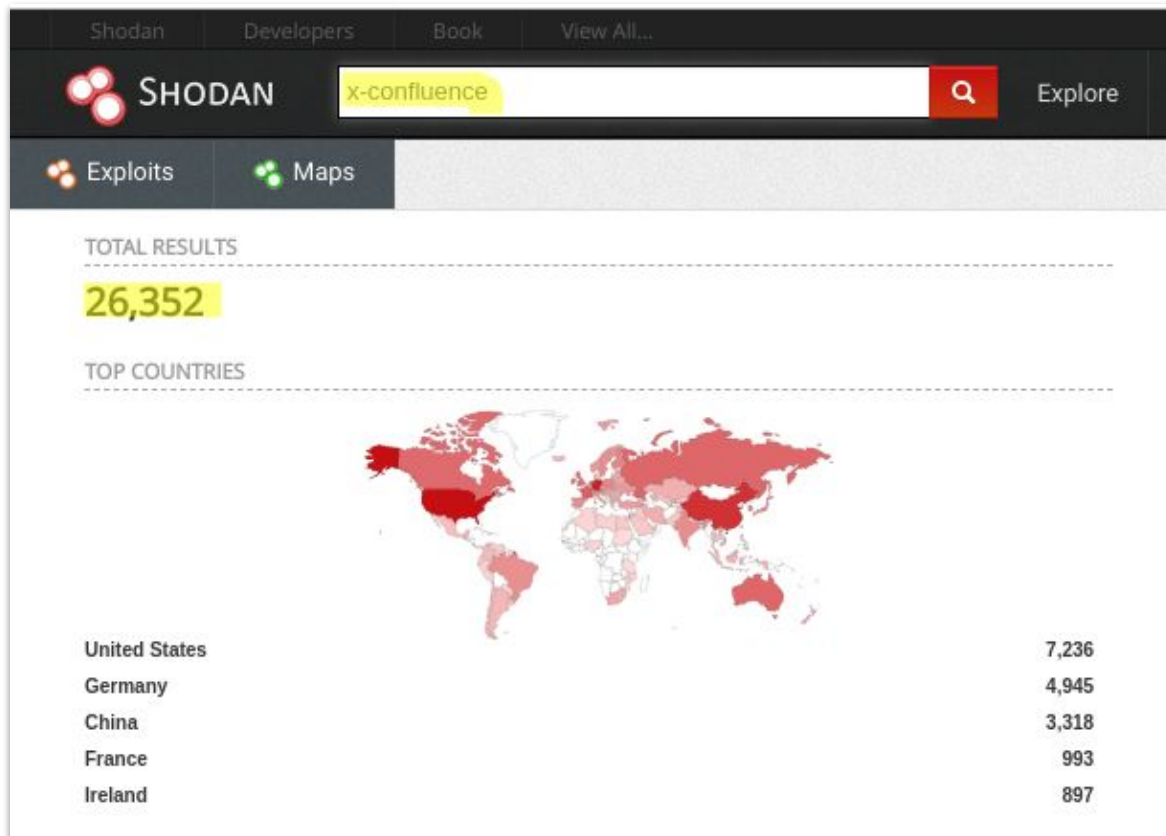 Shodan Developers Book View All...
SHODAN x-confluence Explore
Exploits Maps
TOTAL RESULTS
26,352
TOP COUNTRIES
United States 7,236
Germany 4,945
China 3,318
France 993
Ireland 897